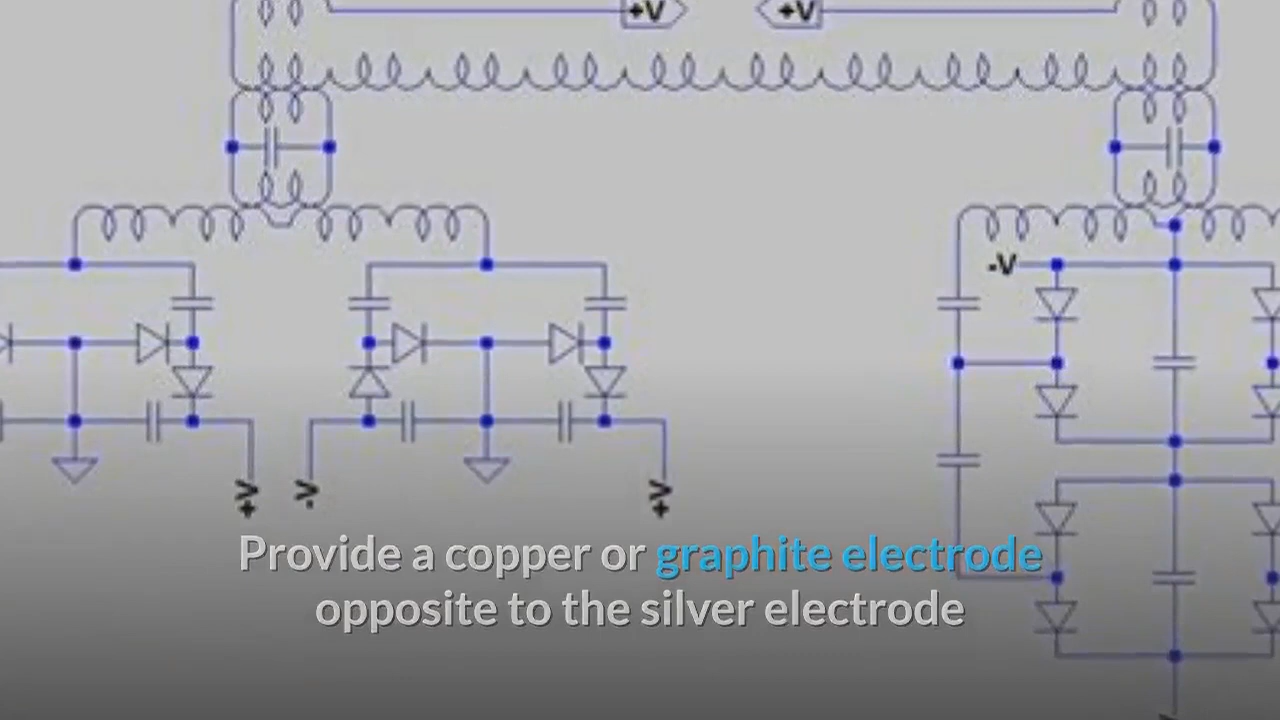 +V +V
-V
+V -V +V
Provide a copper or graphite electrode
opposite to the silver electrode